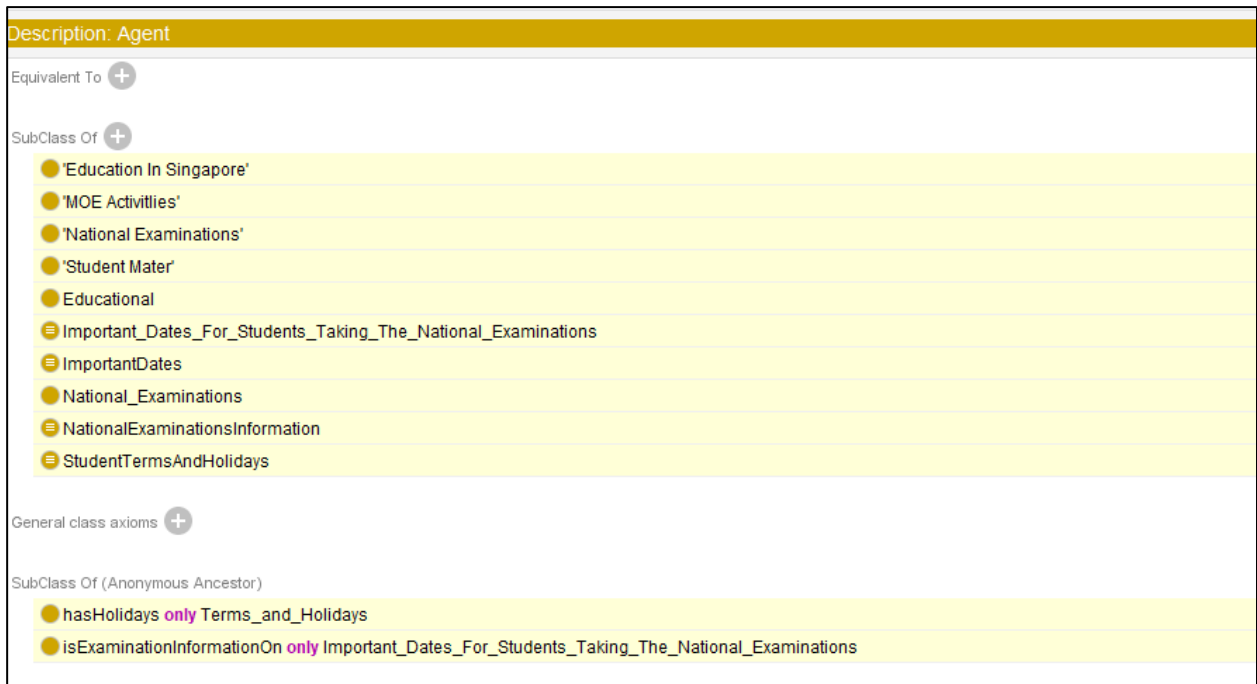 Description: Agent
Equivalent To
SubClass Of
'Education In Singapore'
'MOE Activitlies'
'National Examinations'
'Student Mater'
Educational
Important_Dates_For_Students_Taking_The_National_Examinations
ImportantDates
National_Examinations
NationalExaminationsInformation
StudentTermsAndHolidays
General class axioms
SubClass Of (Anonymous Ancestor)
hasHolidays only Terms_and_Holidays
isExaminationInformationOn only Important_Dates_For_Students_Taking_The_National_Examinations